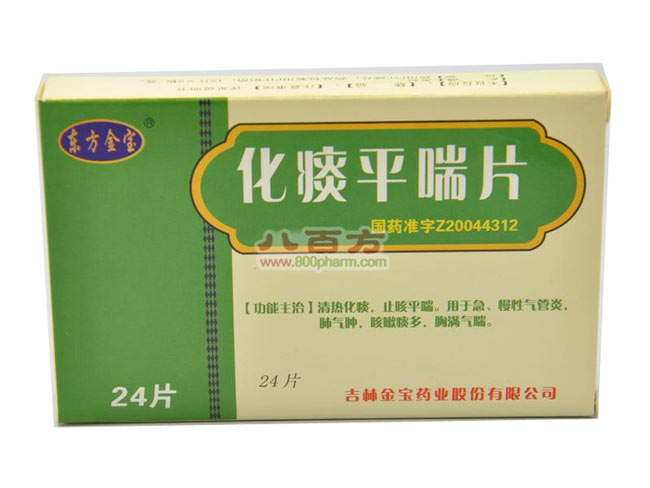 东方金宝®
化痰平喘片
国药准字Z20044312
八百方
www.800pharm.com
【功能主治】清热化痰，止咳平喘。用于急、慢性气管炎，
肺气肿，咳嗽痰多，胸满气喘。
24片
24片
吉林金宝药业股份有限公司